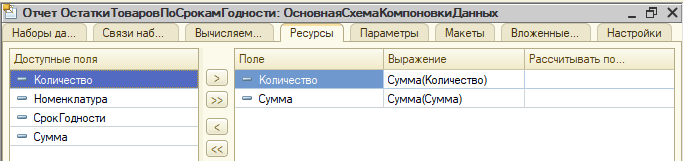 Отчет ОстаткиТоваровПоСрокамГодности: ОсновнаяСхемаКомпоновкиДанных
Наборы да... Связи наб... Вычисляем... Ресурсы Параметры Макеты Вложенные... Настройки
Доступные поля
Количество
Номенклатура
СрокГодности
Сумма
>
>>
<
<<
Поле Выражение Рассчитывать по...
Количество Сумма(Количество)
Сумма Сумма(Сумма)